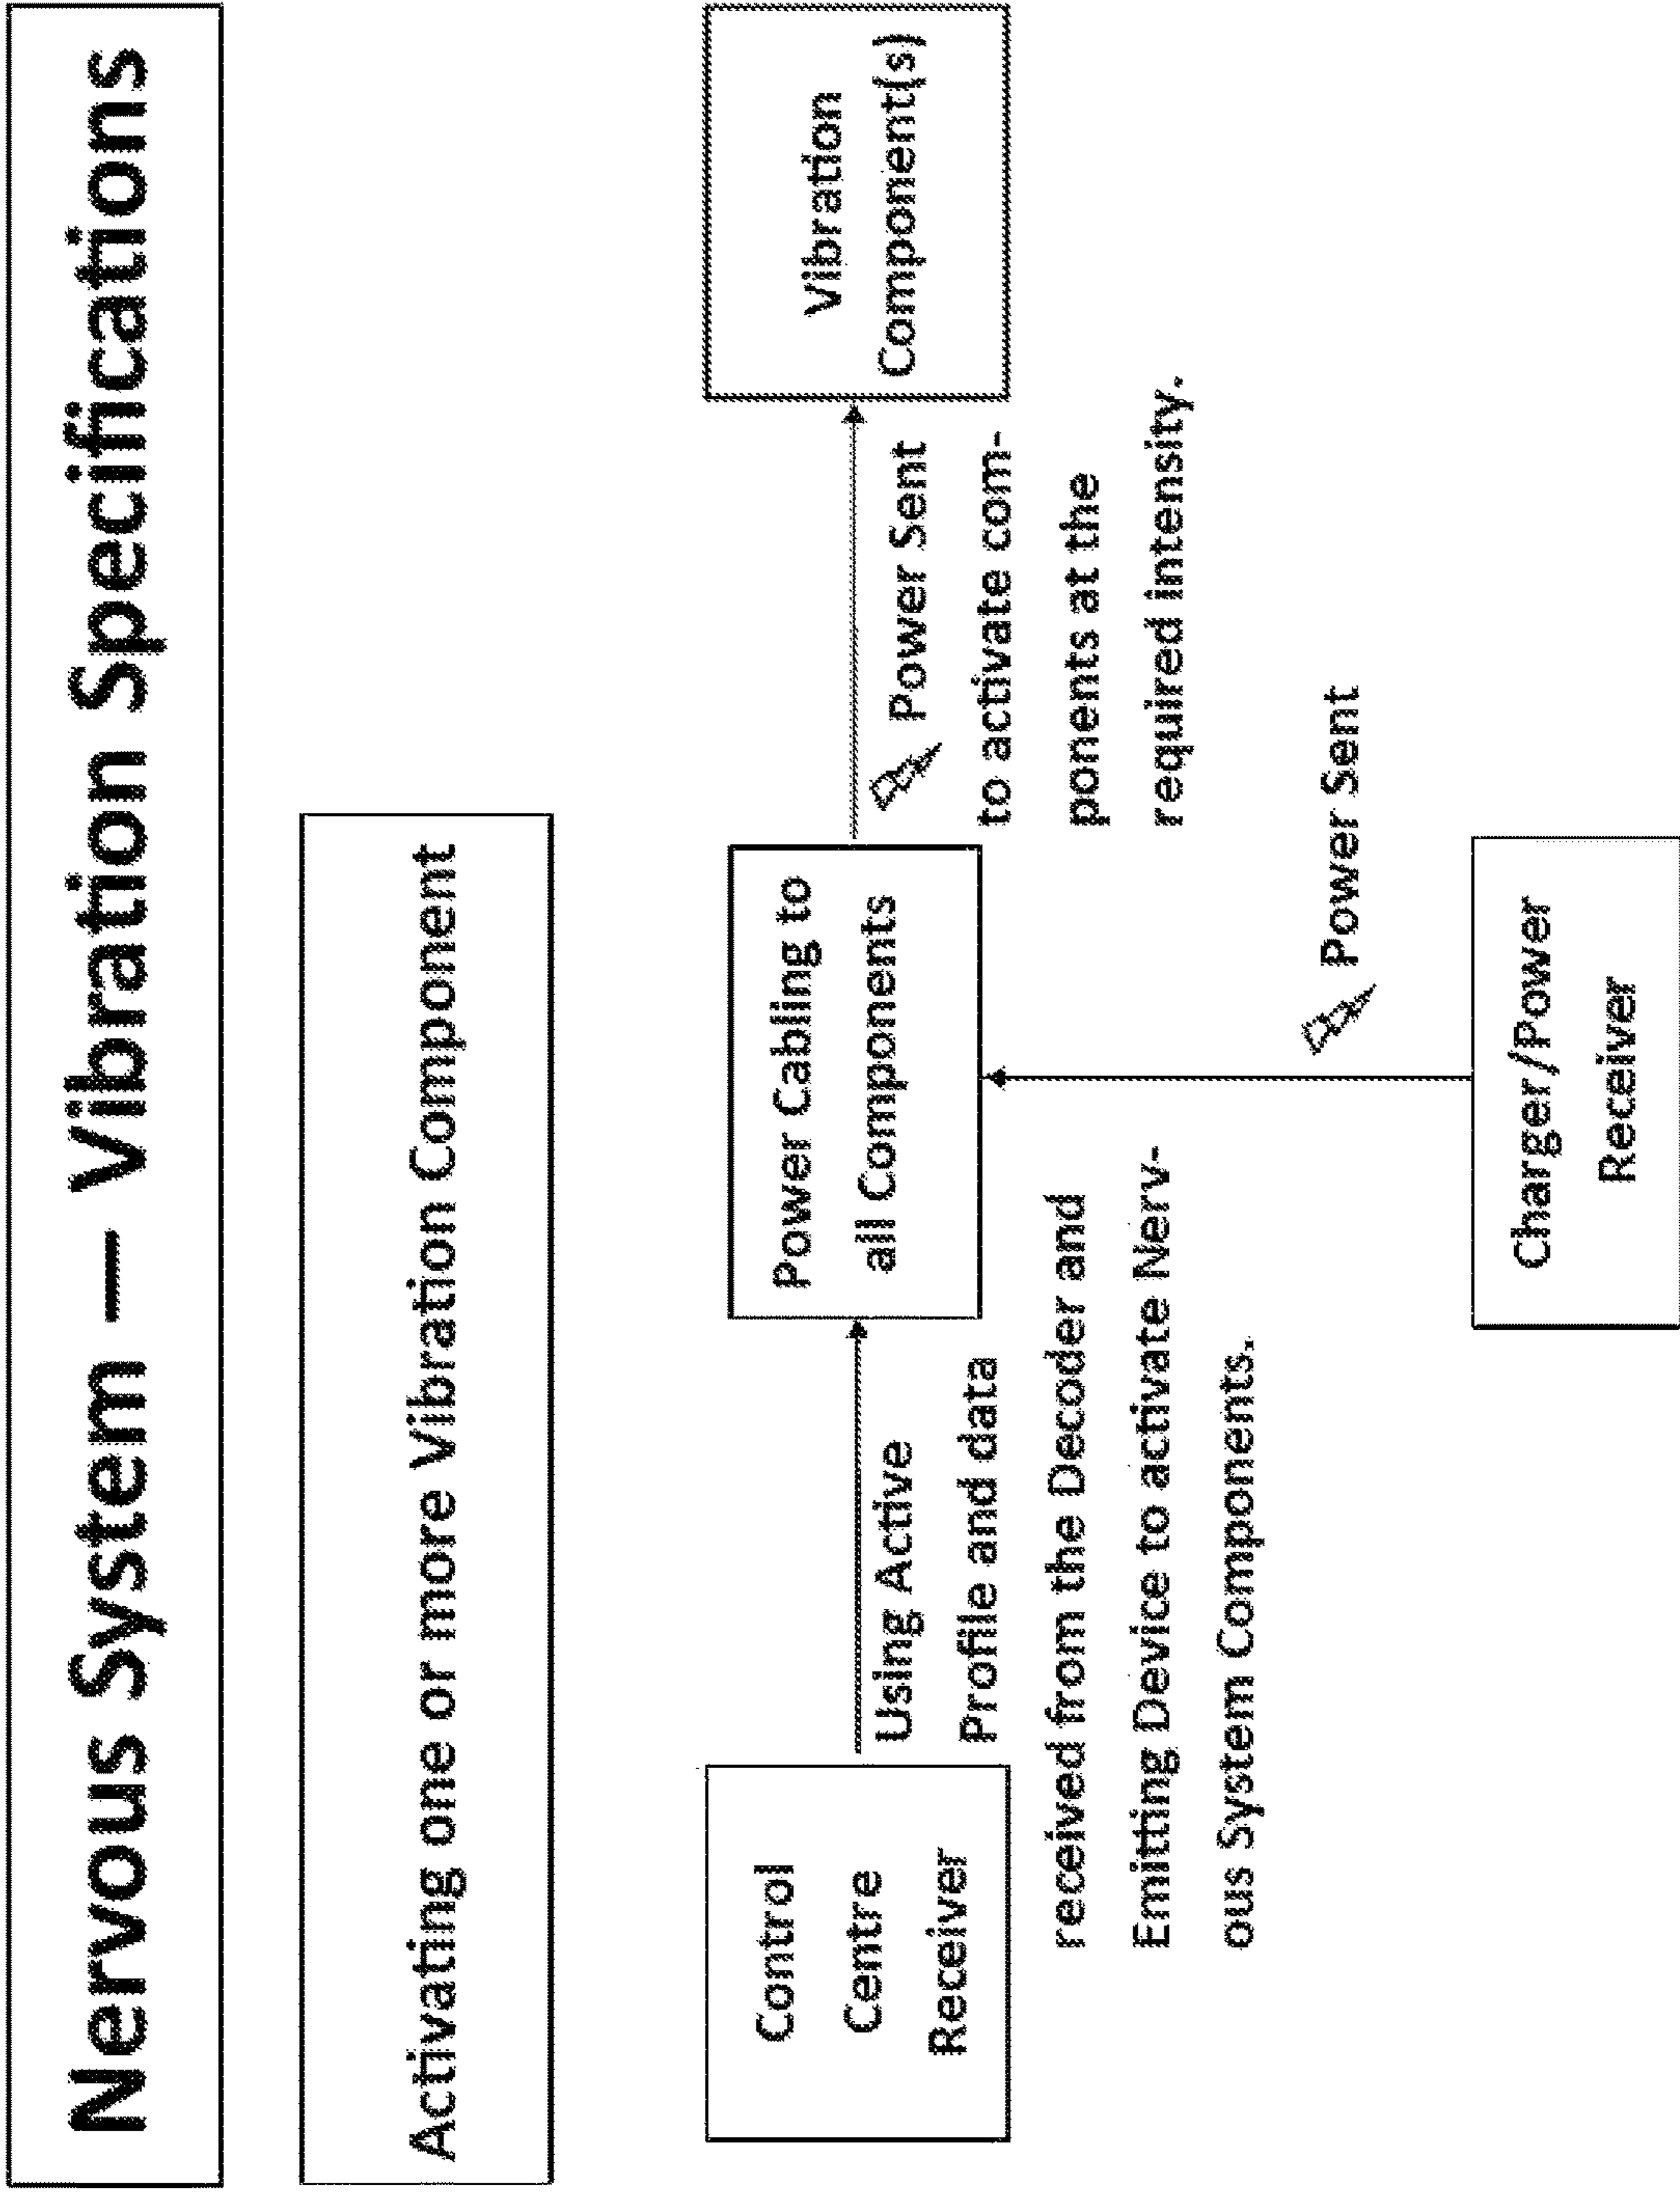 Nervous System — Vibration Specifications
Activating one or more Vibration Component
Control
Centre
Receiver
Using Active
Profile and data
received from the Decoder and
Emitting Device to activate Nerv-
ous System Components.
Power Cabling to
all Components
Power Sent
to activate com-
ponents at the
required intensity.
Vibration
Component(s)
Power Sent
Charger/Power
Receiver